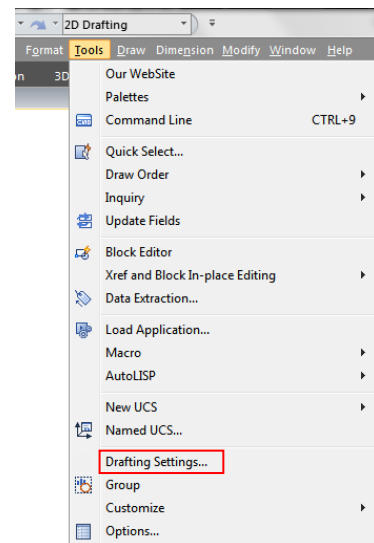 2D Drafting
Format Tools Draw Dimension Modify Window Help
3D
Our WebSite
Palettes
Command Line CTRL+9
Quick Select...
Draw Order
Inquiry
Update Fields
Block Editor
Xref and Block In-place Editing
Data Extraction...
Load Application...
Macro
AutoLISP
New UCS
Named UCS...
Drafting Settings...
Group
Customize
Options...